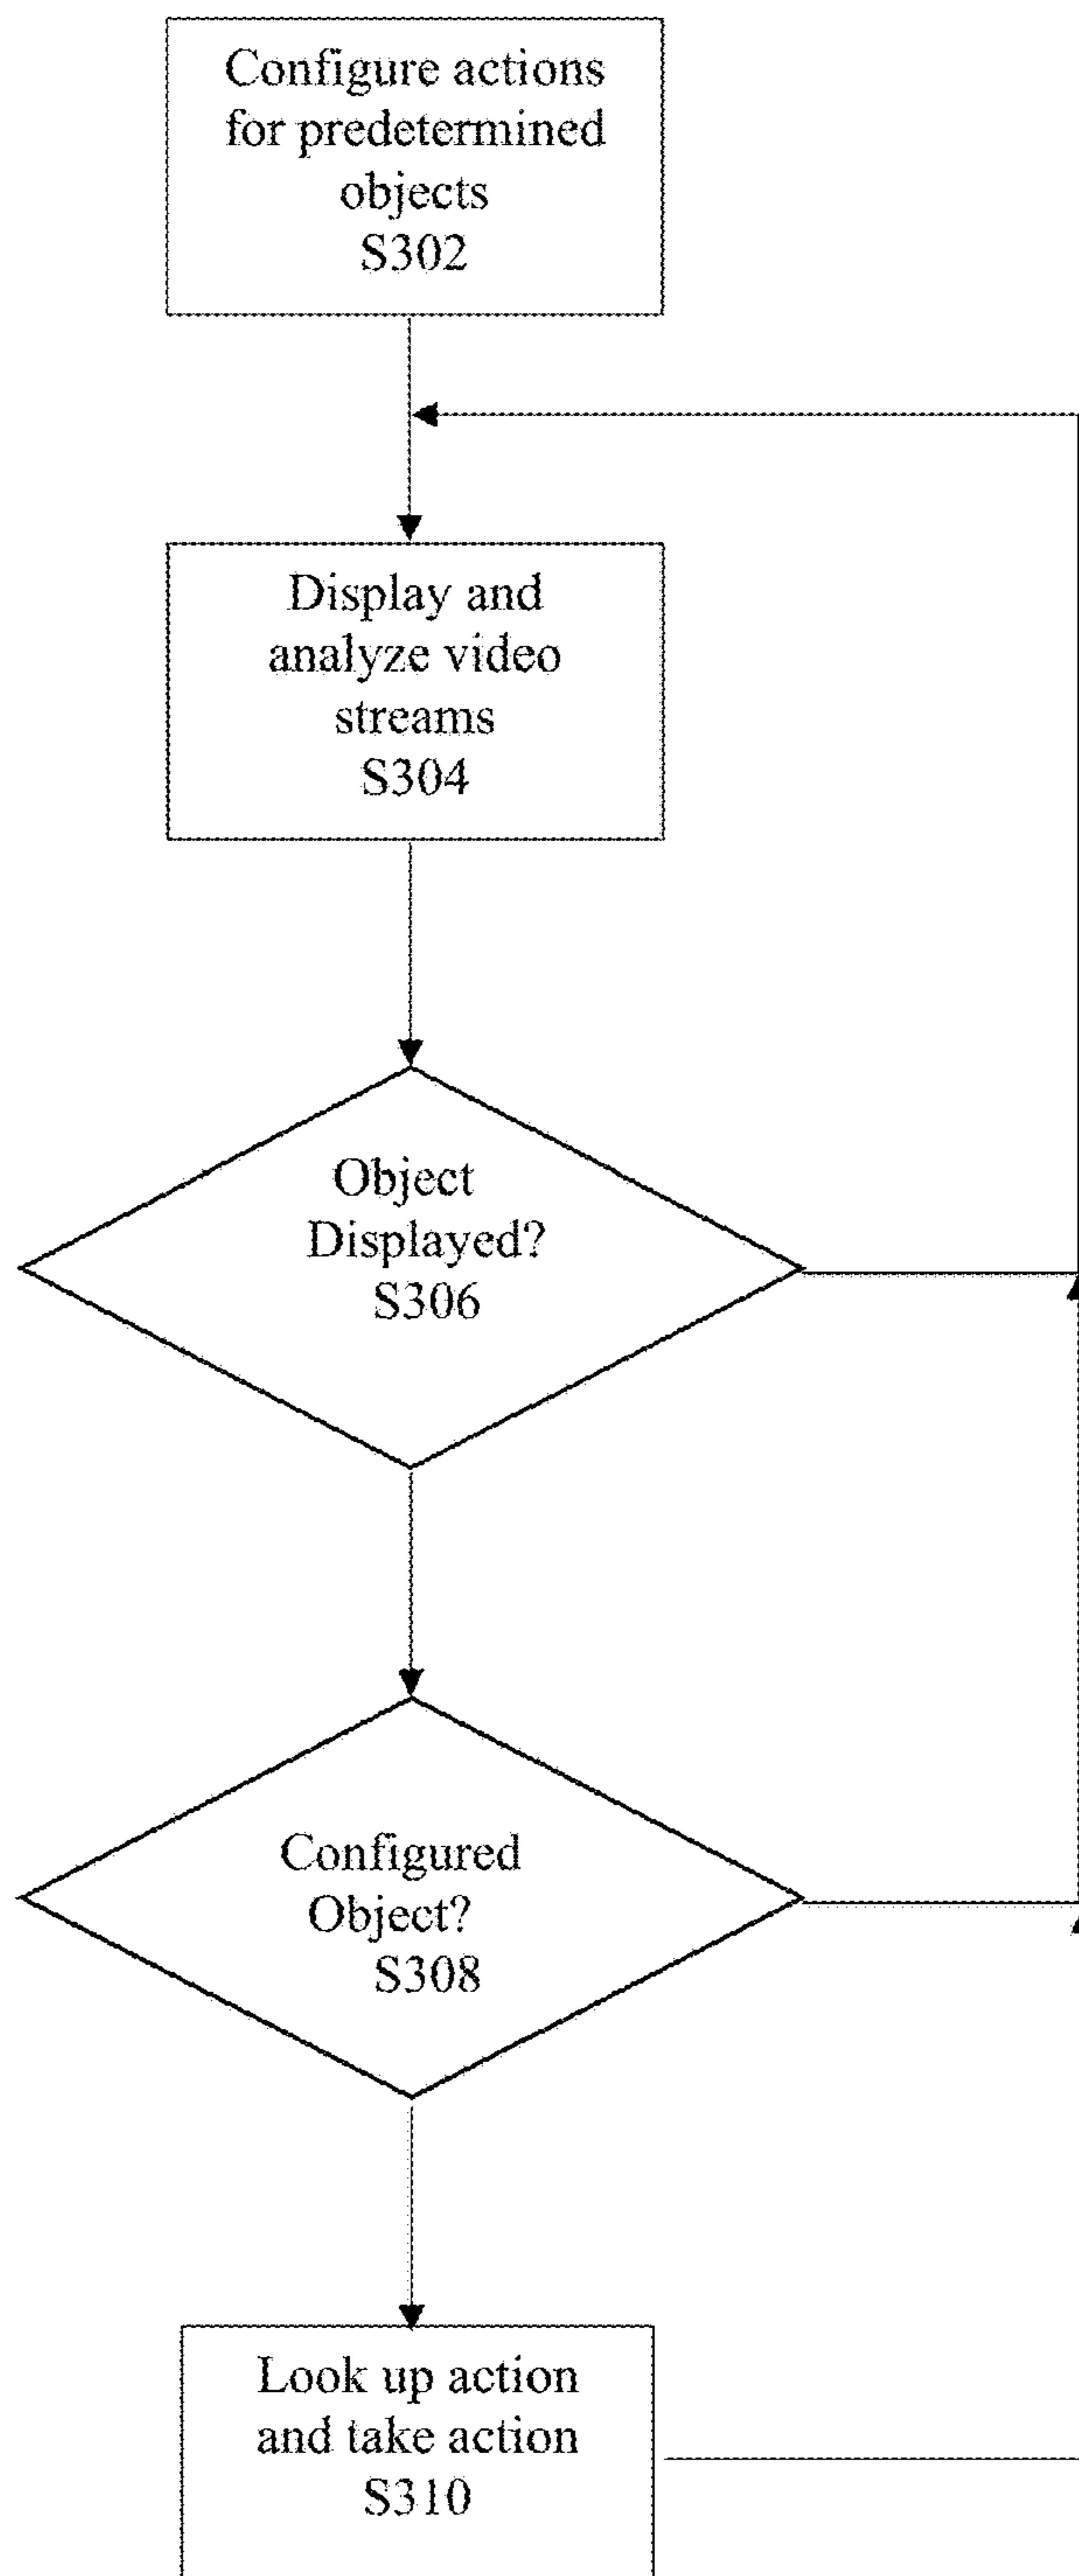 Configure actions
for predetermined
objects
S302
Display and
analyze video
streams
S304
Object
Displayed?
S306
Configured
Object?
S308
Look up action
and take action
S310